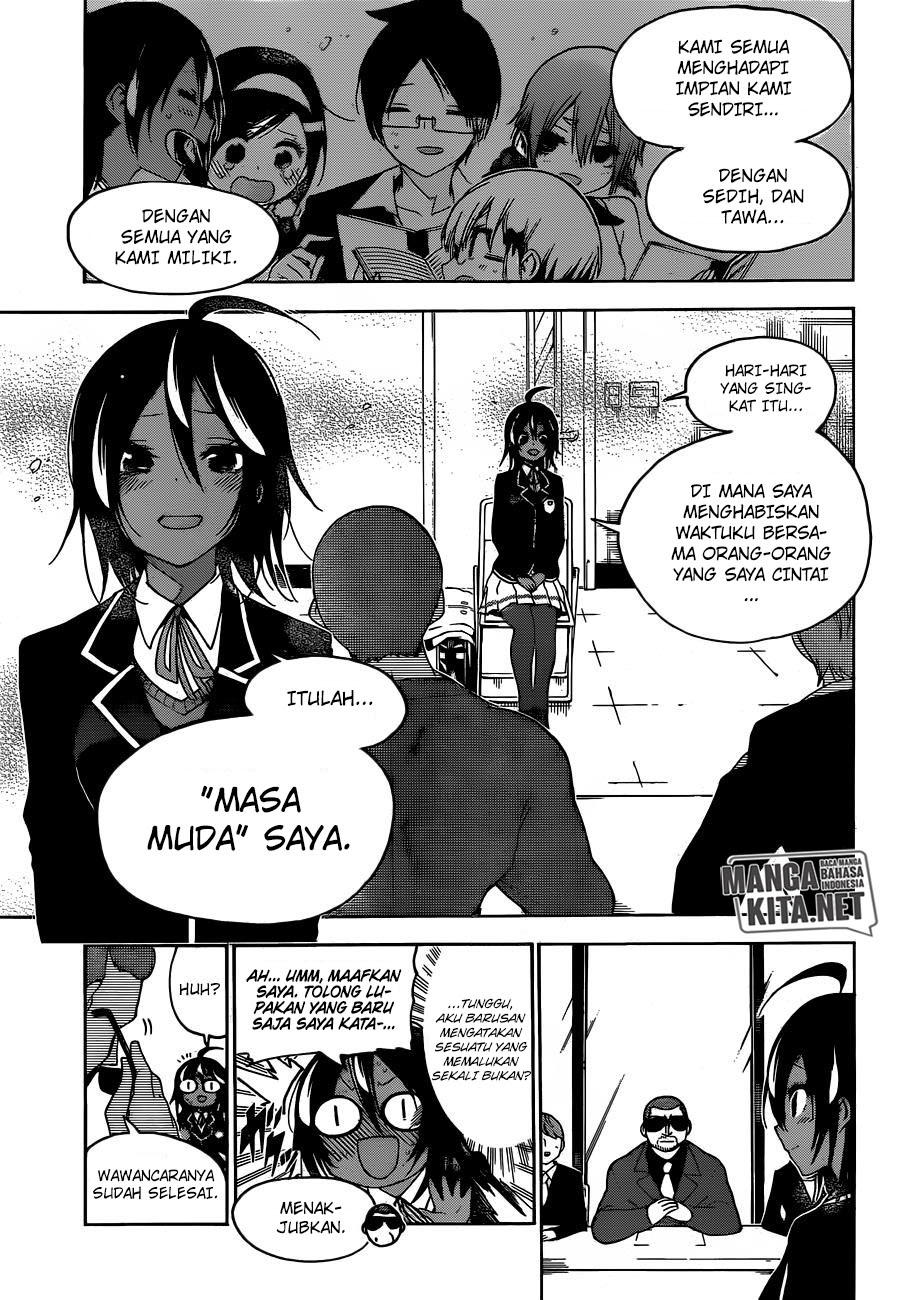 KAMI SEMUA
MENGHADAPI
IMPIAN KAMI
SENDIRI...
DENGAN
SEDIH, DAN
TAWA...
DENGAN
SEMUA YANG
KAMI MILIKI.
HARI-HARI
YANG SING-
KAT ITU...
DI MANA SAYA
MENGHABISKAN
WAKTUKU BERSA-
MA ORANG-ORANG
YANG SAYA CINTAI
...
ITULAH...
"MASA
MUDA" SAYA.
MANGA
BACA MANGA
BAHASA
INDONESIA
KITA.NET
...TUNGGU,
AKU BARUSAN
MENGATAKAN
SESUATU YANG
MEMALUKAN
SEKALI BUKAN?
AH... UMM, MAAFKAN
SAYA. TOLONG LU-
PAKAN YANG BARU
SAJA SAYA KATA-...
MENAK-
JUBKAN.
HUH?
WAWANCARANYA
SUDAH SELESAI.